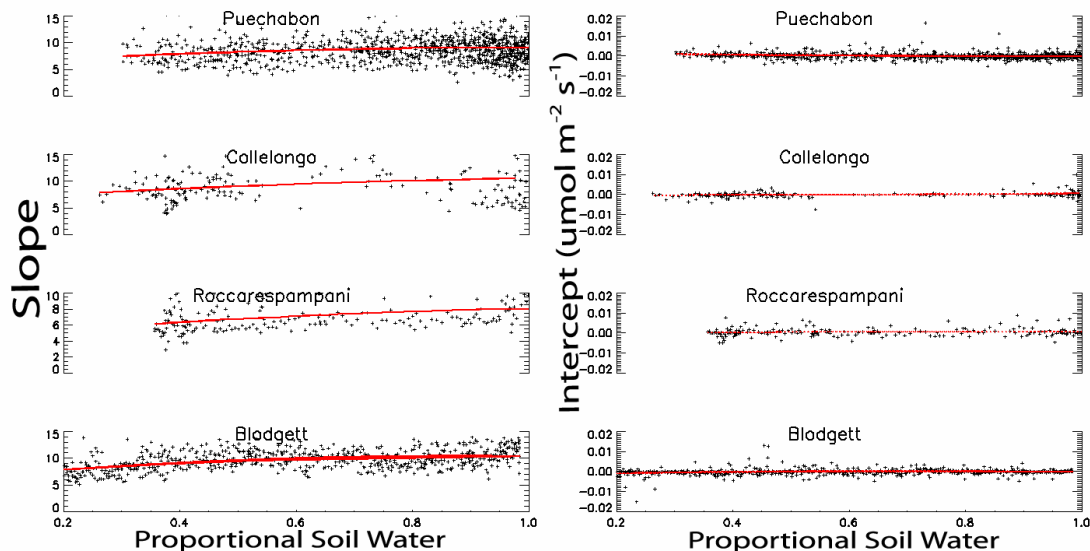 Puechabon
15
10
5
0
Collelongo
15
10
5
0
Roccarespampani
10
8
6
4
2
0
Blodgett
15
10
5
0
0.2 0.4 0.6 0.8 1.0
Proportional Soil Water
Slope
Puechabon
0.02
0.01
0.00
-0.01
-0.02
Collelongo
0.02
0.01
0.00
-0.01
-0.02
Roccarespampani
0.02
0.01
0.00
-0.01
-0.02
Blodgett
0.02
0.01
0.00
-0.01
-0.02
0.2 0.4 0.6 0.8 1.0
Proportional Soil Water
Intercept (umol m⁻² s⁻¹)